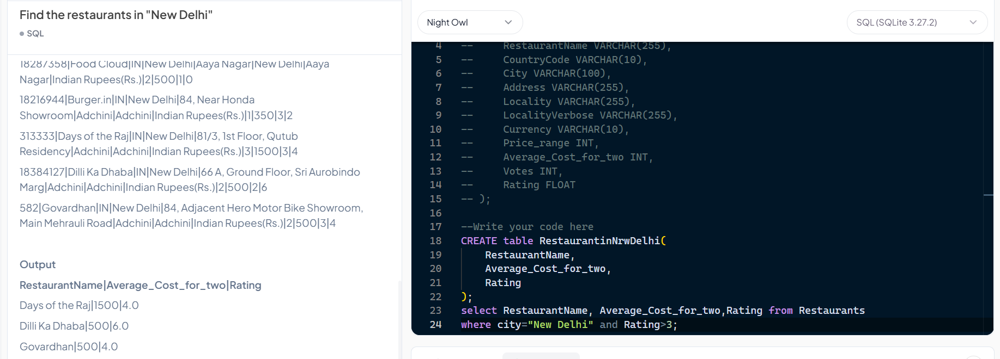 Find the restaurants in "New Delhi"
SQL
18287358|Food Cloud|IN|New Delhi|Aaya Nagar|New Delhi|Aaya
Nagar|Indian Rupees(Rs.)|2|500|1|0
18216944|Burger.in|IN|New Delhi|84, Near Honda
Showroom|Adchini|Adchini|Indian Rupees(Rs.)|1|350|3|2
313333|Days of the Raj|IN|New Delhi|81/3, 1st Floor, Qutub
Residency|Adchini|Adchini|Indian Rupees(Rs.)|3|1500|3|4
18384127|Dilli Ka Dhaba|IN|New Delhi|66 A, Ground Floor, Sri Aurobindo
Marg|Adchini|Adchini|Indian Rupees(Rs.)|2|500|2|6
582|Govardhan|IN|New Delhi|84, Adjacent Hero Motor Bike Showroom,
Main Mehrauli Road|Adchini|Adchini|Indian Rupees(Rs.)|2|500|3|4
Output
RestaurantName|Average_Cost_for_two|Rating
Days of the Raj|1500|4.0
Dilli Ka Dhaba|500|6.0
Govardhan|500|4.0
Night Owl
SQL (SQLite 3.27.2)
4 -- RestaurantName VARCHAR(255),
5 -- CountryCode VARCHAR(10),
6 -- City VARCHAR(100),
7 -- Address VARCHAR(255),
8 -- Locality VARCHAR(255),
9 -- LocalityVerbose VARCHAR(255),
10 -- Currency VARCHAR(10),
11 -- Price_range INT,
12 -- Average_Cost_for_two INT,
13 -- Votes INT,
14 -- Rating FLOAT
15 -- );
16
17 --Write your code here
18 CREATE table RestaurantinNrwDelhi(
19 RestaurantName,
20 Average_Cost_for_two,
21 Rating
22 );
23 select RestaurantName, Average_Cost_for_two,Rating from Restaurants
24 where city="New Delhi" and Rating>3;